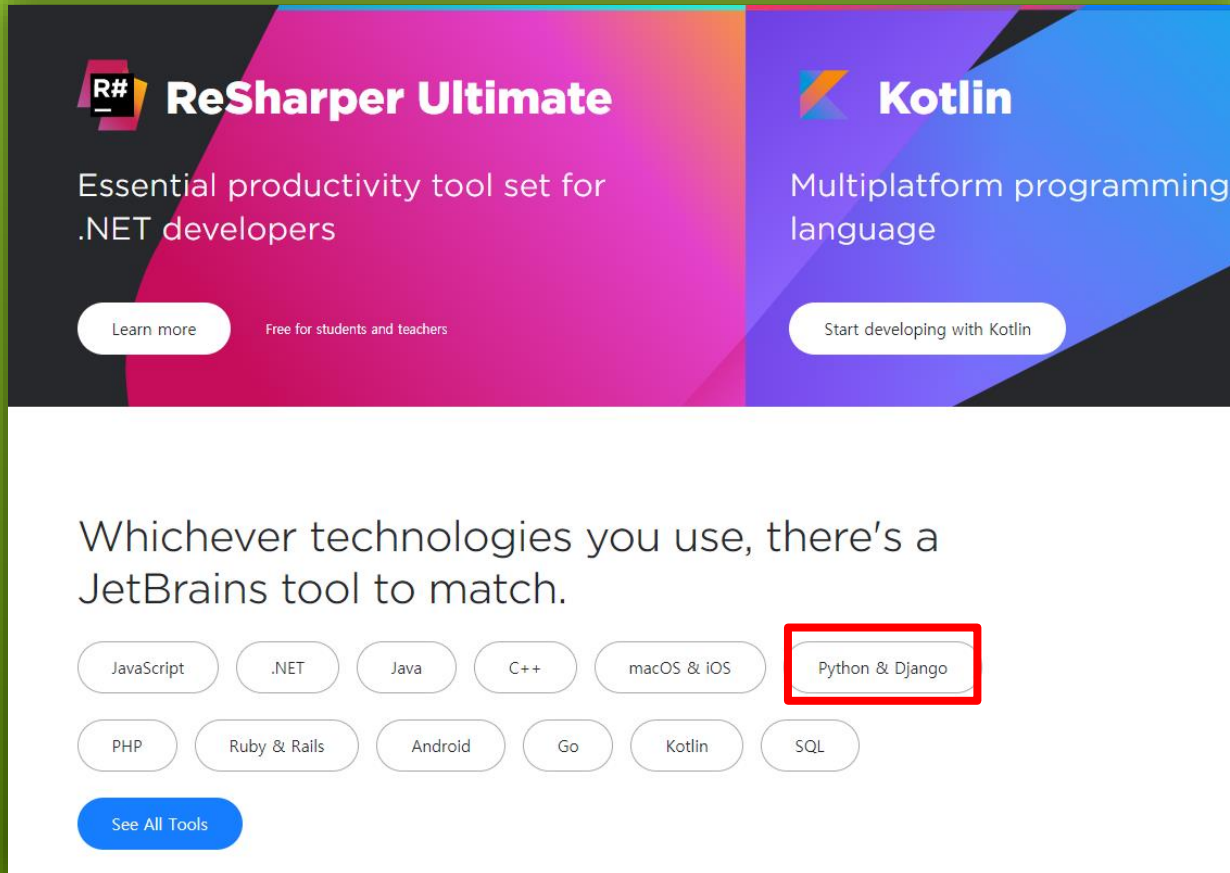 R#
ReSharper Ultimate
Essential productivity tool set for
.NET developers
Learn more
Free for students and teachers
Kotlin
Multiplatform programming
language
Start developing with Kotlin
Whichever technologies you use, there's a
JetBrains tool to match.
JavaScript .NET Java C++ macOS & iOS Python & Django
PHP Ruby & Rails Android Go Kotlin SQL
See All Tools